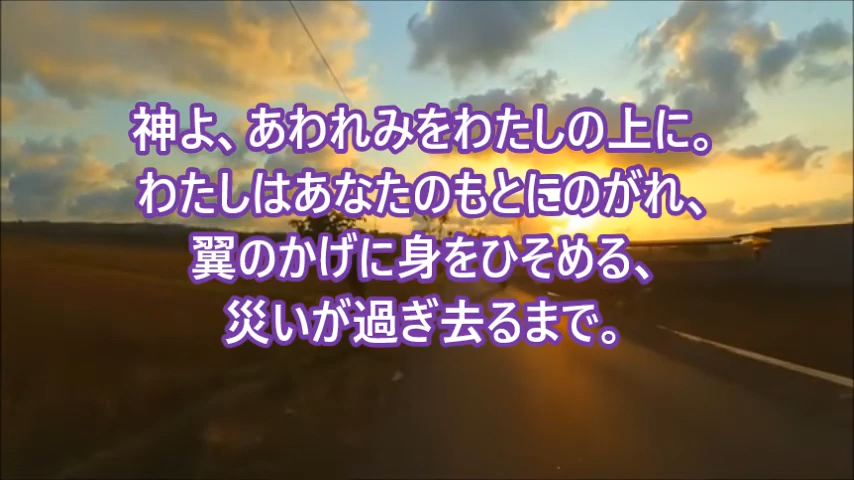 神よ、あわれみをわたしの上に。
わたしはあなたのもとにのがれ、
翼のかげに身をひそめる、
災いが過ぎ去るまで。